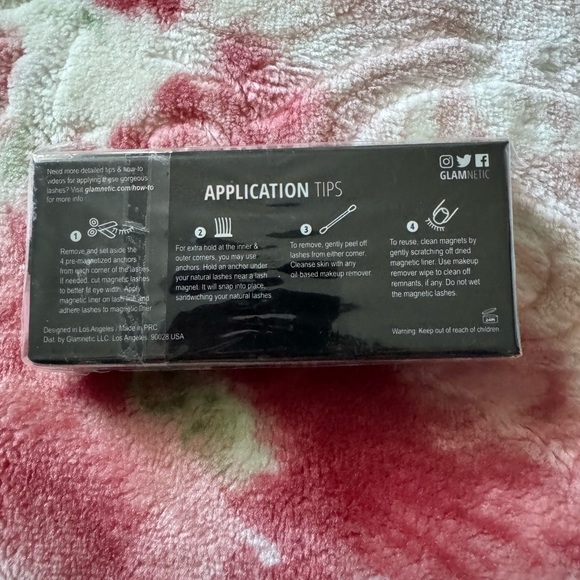 Need more detailed tips & how-to
videos for applying these gorgeous
lashes? Visit glamnetic.com/how-to
for more info
APPLICATION TIPS
GLAMNETIC
1
Remove and set aside the
4 pre-magnetized anchors
from each corner of the lashes.
If needed, cut magnetic lashes
to better fit eye width. Apply
magnetic liner on lash line and
adhere lashes to magnetic liner
2
For extra hold at the inner &
outer corners, you may use
anchors. Hold an anchor under
your natural lashes near a lash
magnet. It will snap into place,
sandwiching your natural lashes
3
To remove, gently peel off
lashes from either corner.
Cleanse skin with any
oil-based makeup remover.
4
To reuse, clean magnets by
gently scratching off dried
magnetic liner. Use makeup
remover wipe to clean off
remnants, if any. Do not wet
the magnetic lashes.
Designed in Los Angeles / Made in PRC
Dist. by Glamnetic LLC. Los Angeles, 90028 USA
24M
Warning. Keep out of reach of children